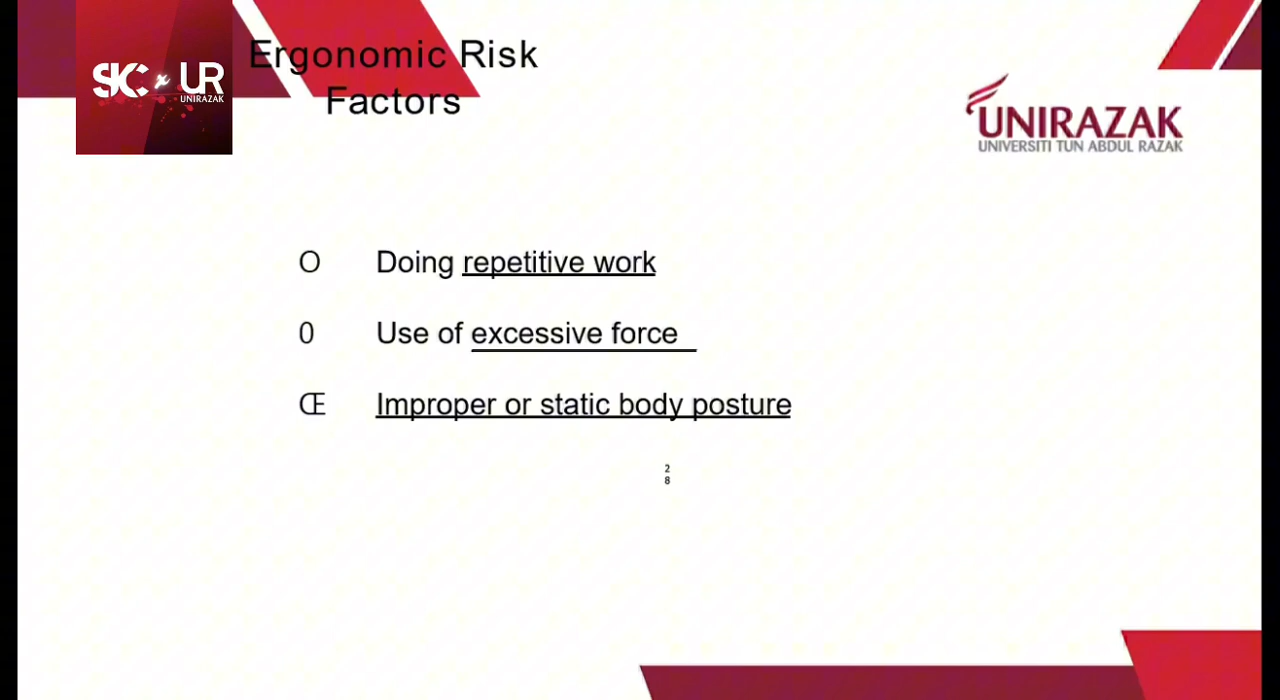 Ergonomic Risk
Factors
SIC x UR
UNIRAZAK
UNIRAZAK
UNIVERSITI TUN ABDUL RAZAK
O Doing repetitive work
0 Use of excessive force
Œ Improper or static body posture
2
8